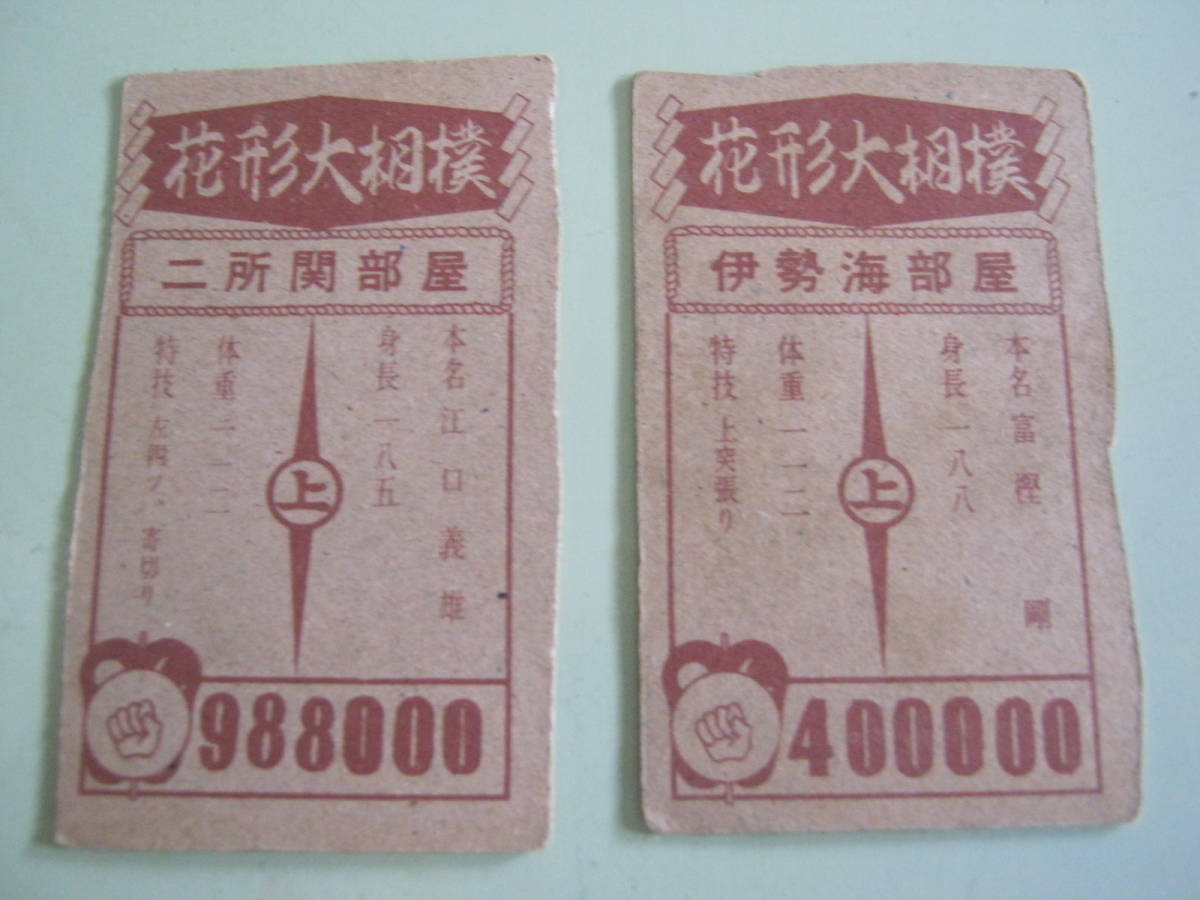 花形大相撲
二所関部屋
本名 江口義雄
身長 一八五
上
体重 一一二
特技 左四ツ、寄切り
988000
花形大相撲
伊勢海部屋
本名 富樫 剛
身長 一八八
上
体重 一一二
特技 上突張り
400000